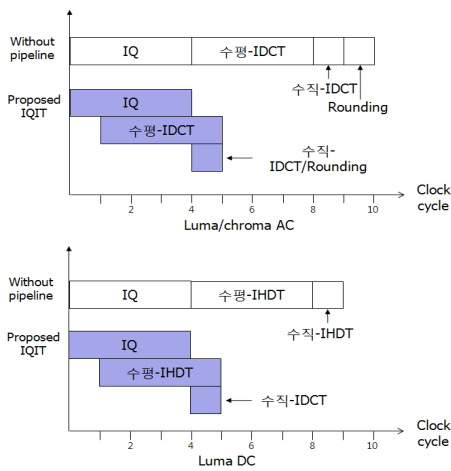 Without
pipeline
IQ
수평-IDCT
수직-IDCT
Rounding
Proposed
IQIT
IQ
수평-IDCT
수직-
IDCT/Rounding
2
4
6
8
10
Clock
cycle
Luma/chroma AC
Without
pipeline
IQ
수평-IHDT
수직-IHDT
Proposed
IQIT
IQ
수평-IHDT
수직-IDCT
2
4
6
8
10
Clock
cycle
Luma DC